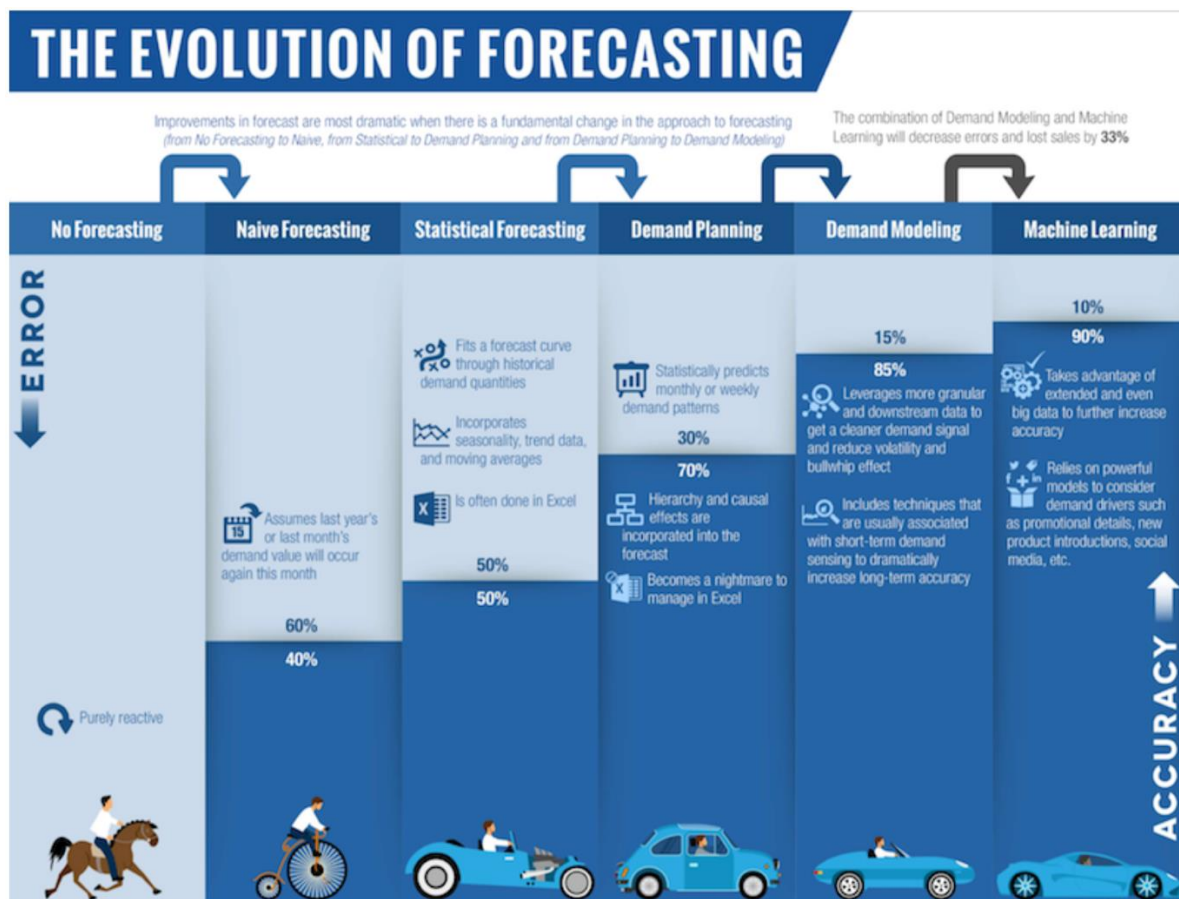 THE EVOLUTION OF FORECASTING
Improvements in forecast are most dramatic when there is a fundamental change in the approach to forecasting
(from No Forecasting to Naive, from Statistical to Demand Planning and from Demand Planning to Demand Modeling)
The combination of Demand Modeling and Machine
Learning will decrease errors and lost sales by 33%
No Forecasting
Naive Forecasting
Statistical Forecasting
Demand Planning
Demand Modeling
Machine Learning
ERROR
Purely reactive
15
Assumes last year's
or last month's
demand value will occur
again this month
60%
40%
Fits a forecast curve
through historical
demand quantities
Incorporates
seasonality, trend data,
and moving averages
X
Is often done in Excel
50%
50%
Statistically predicts
monthly or weekly
demand patterns
30%
70%
Hierarchy and causal
effects are
incorporated into the
forecast
X
Becomes a nightmare to
manage in Excel
15%
85%
Leverages more granular
and downstream data to
get a cleaner demand signal
and reduce volatility and
bullwhip effect
Includes techniques that
are usually associated
with short-term demand
sensing to dramatically
increase long-term accuracy
10%
90%
Takes advantage of
extended and even
big data to further increase
accuracy
f + in
Relies on powerful
models to consider
demand drivers such
as promotional details, new
product introductions, social
media, etc.
ACCURACY